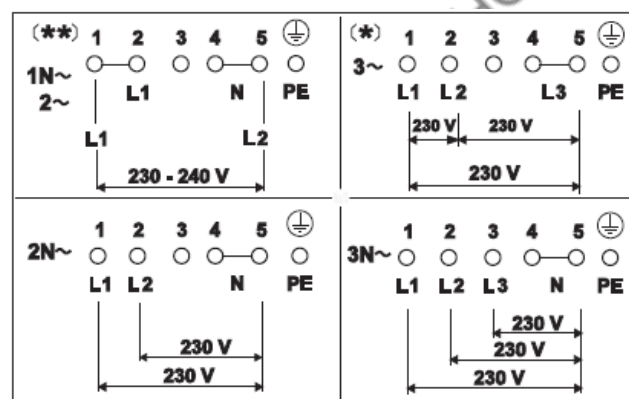 (**) 1 2 3 4 5
1N~
2~
L1 N PE
L1 L2
230 - 240 V
(*) 1 2 3 4 5
3~
L1 L2 L3 PE
230 V 230 V
230 V
1 2 3 4 5
2N~
L1 L2 N PE
230 V
230 V
1 2 3 4 5
3N~
L1 L2 L3 N PE
230 V
230 V
230 V